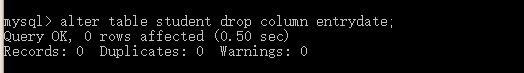 mysql> alter table student drop column entrydate;
Query OK, 0 rows affected (0.50 sec)
Records: 0  Duplicates: 0  Warnings: 0